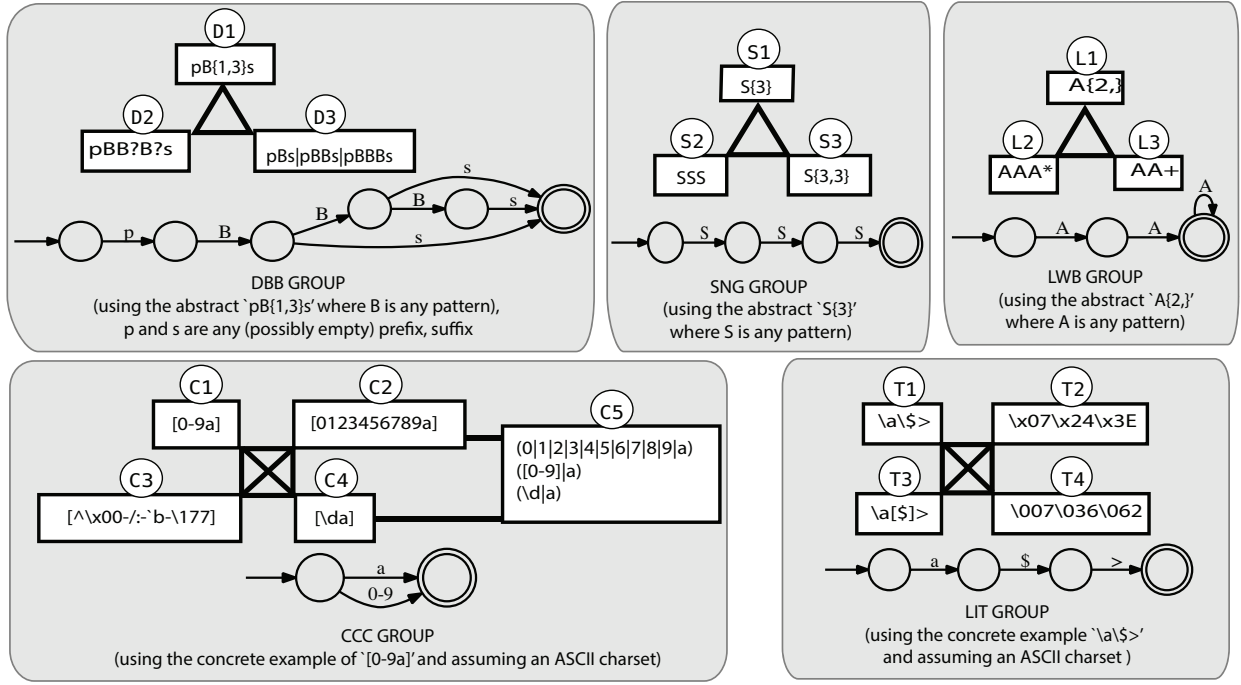 D1
pB{1,3}s
D2
pBB?B?s
D3
pBs|pBBs|pBBBs
p
B
B
B
s
s
s
DBB GROUP
(using the abstract `pB{1,3}s' where B is any pattern),
p and s are any (possibly empty) prefix, suffix
S1
S{3}
S2
SSS
S3
S{3,3}
S
S
S
SNG GROUP
(using the abstract `S{3}'
where S is any pattern)
L1
A{2,}
L2
AAA*
L3
AA+
A
A
A
LWB GROUP
(using the abstract `A{2,}'
where A is any pattern)
C1
[0-9a]
C2
[0123456789a]
C3
[^\x00-/:-`b-\177]
C4
[\da]
C5
(0|1|2|3|4|5|6|7|8|9|a)
([0-9]|a)
(\d|a)
a
0-9
CCC GROUP
(using the concrete example of `[0-9a]' and assuming an ASCII charset)
T1
\a\$>
T2
\x07\x24\x3E
T3
\a[$]>
T4
\007\036\062
a
$
>
LIT GROUP
(using the concrete example `\a\$>'
and assuming an ASCII charset )